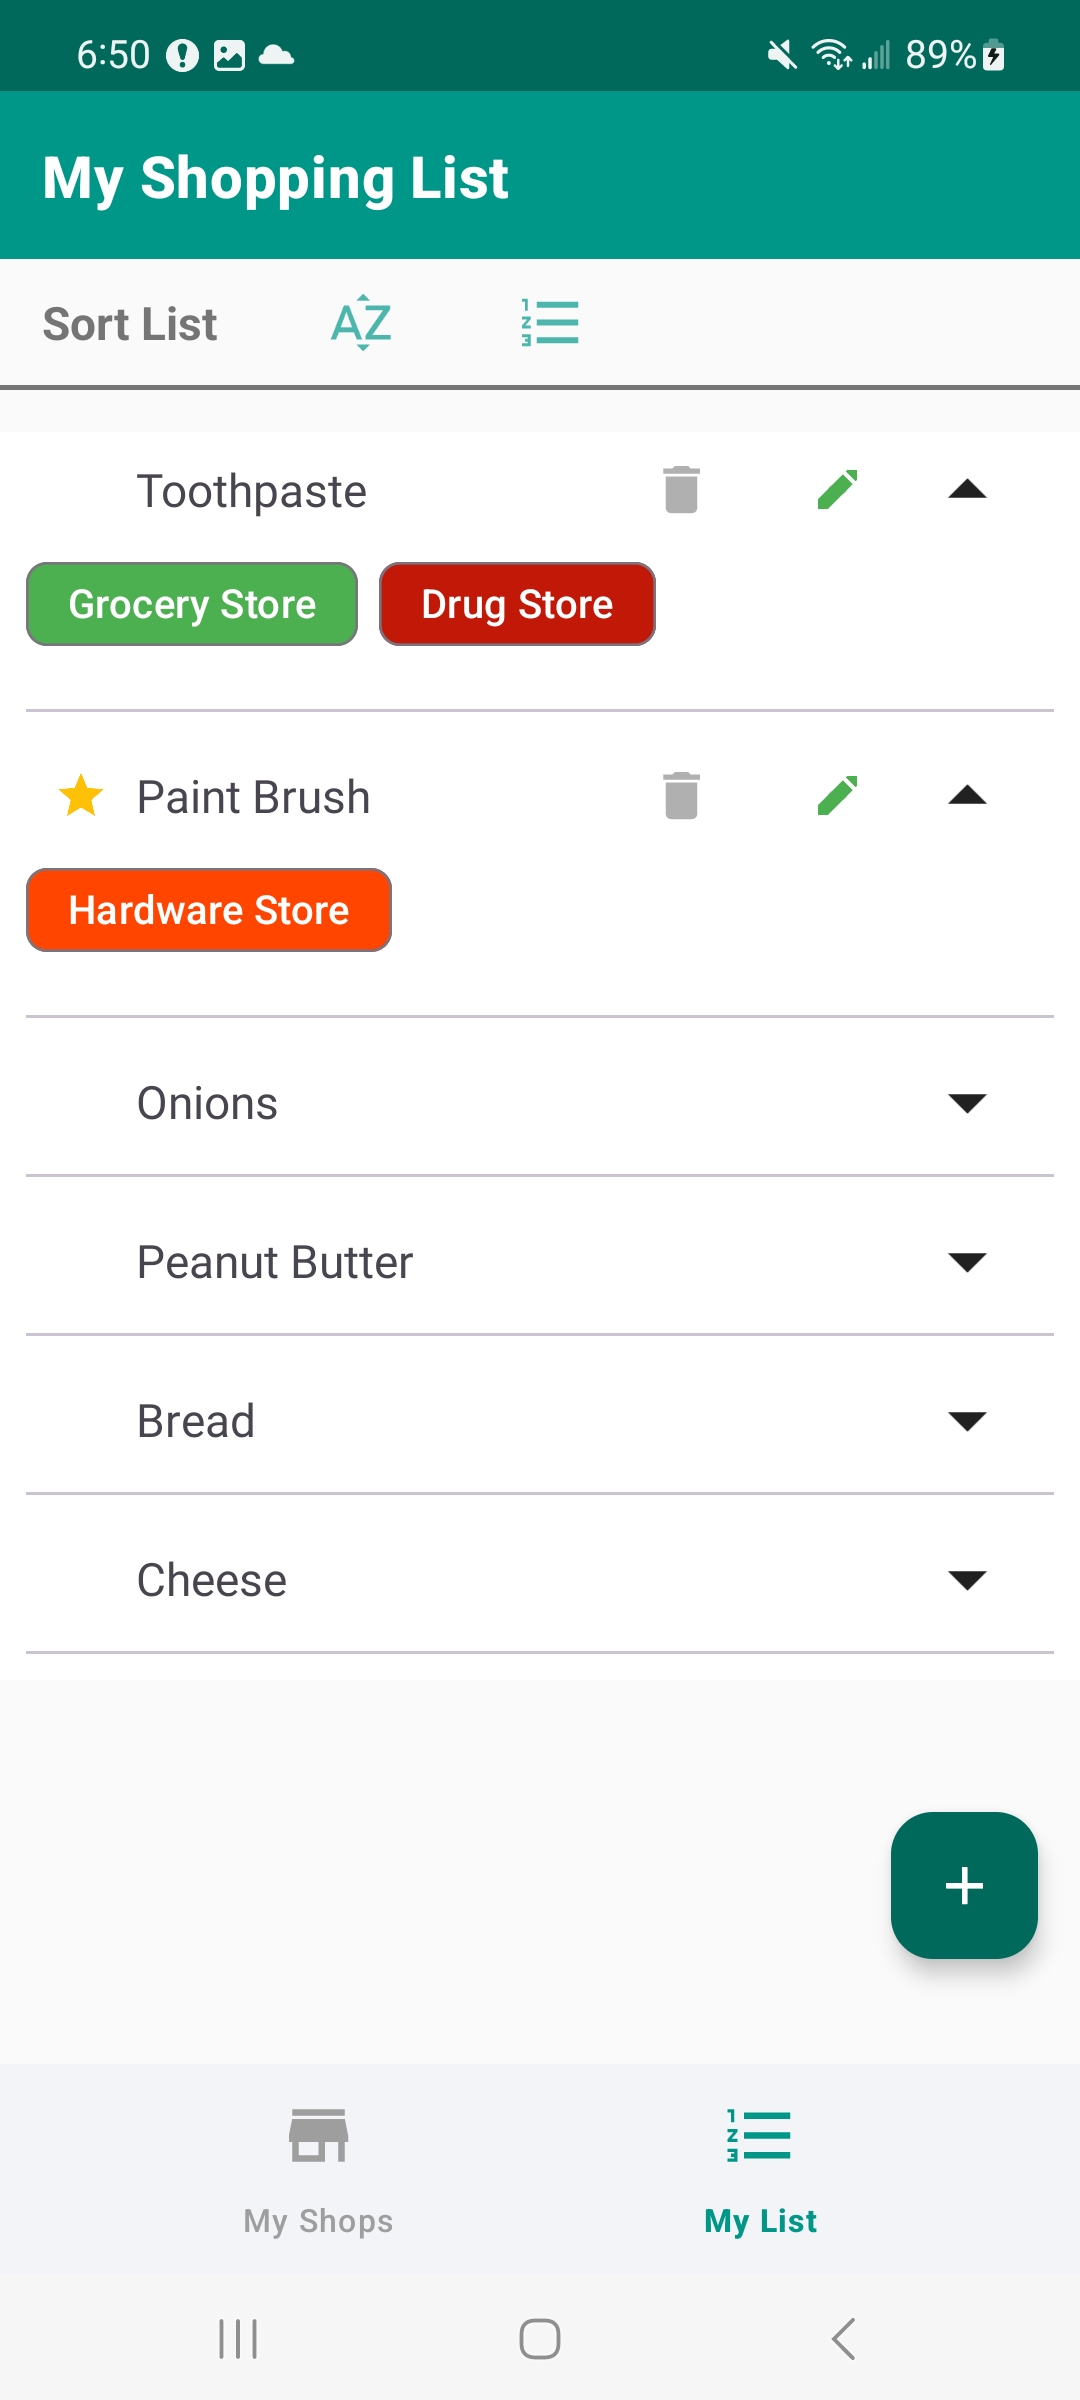 6:50 89%
My Shopping List
Sort List AZ
Toothpaste
Grocery Store Drug Store
Paint Brush
Hardware Store
Onions
Peanut Butter
Bread
Cheese
My Shops My List